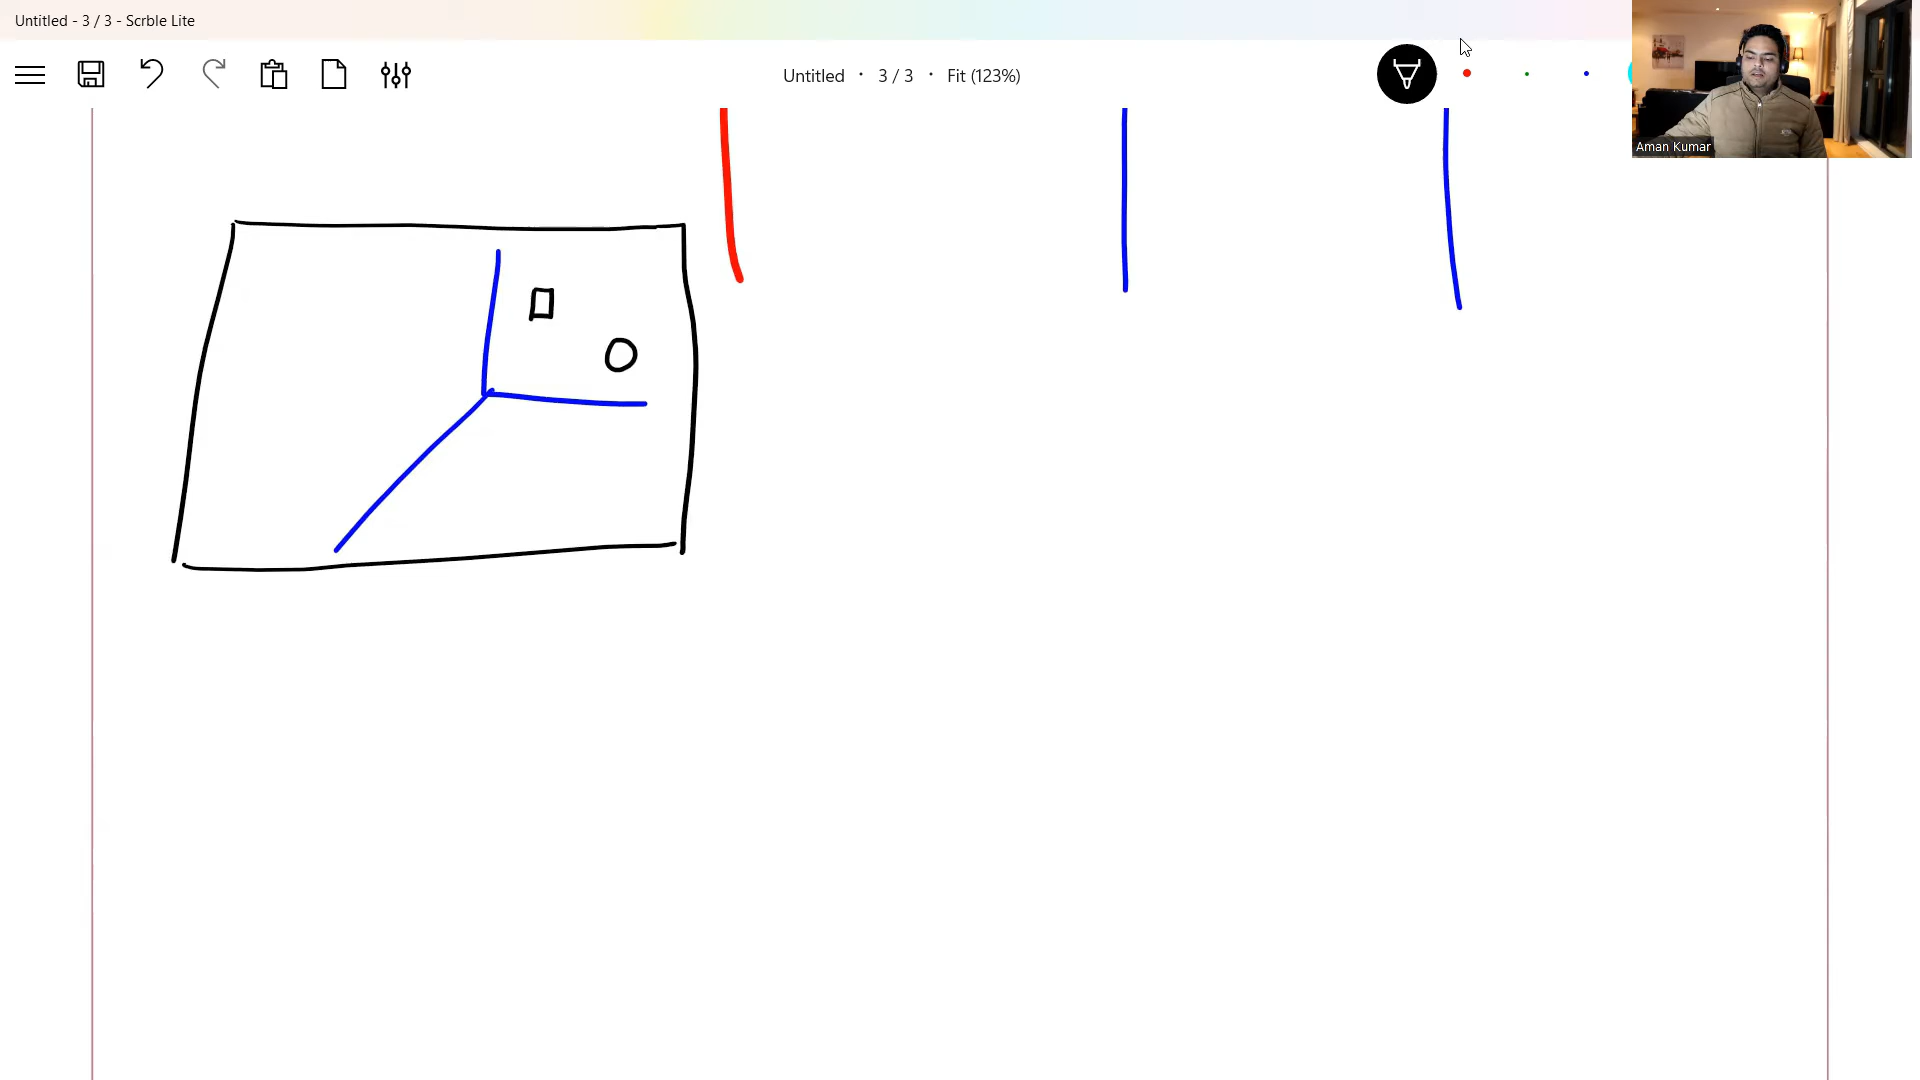 Untitled - 3 / 3 - Scrble Lite
Untitled • 3 / 3 • Fit (123%)
Aman Kumar